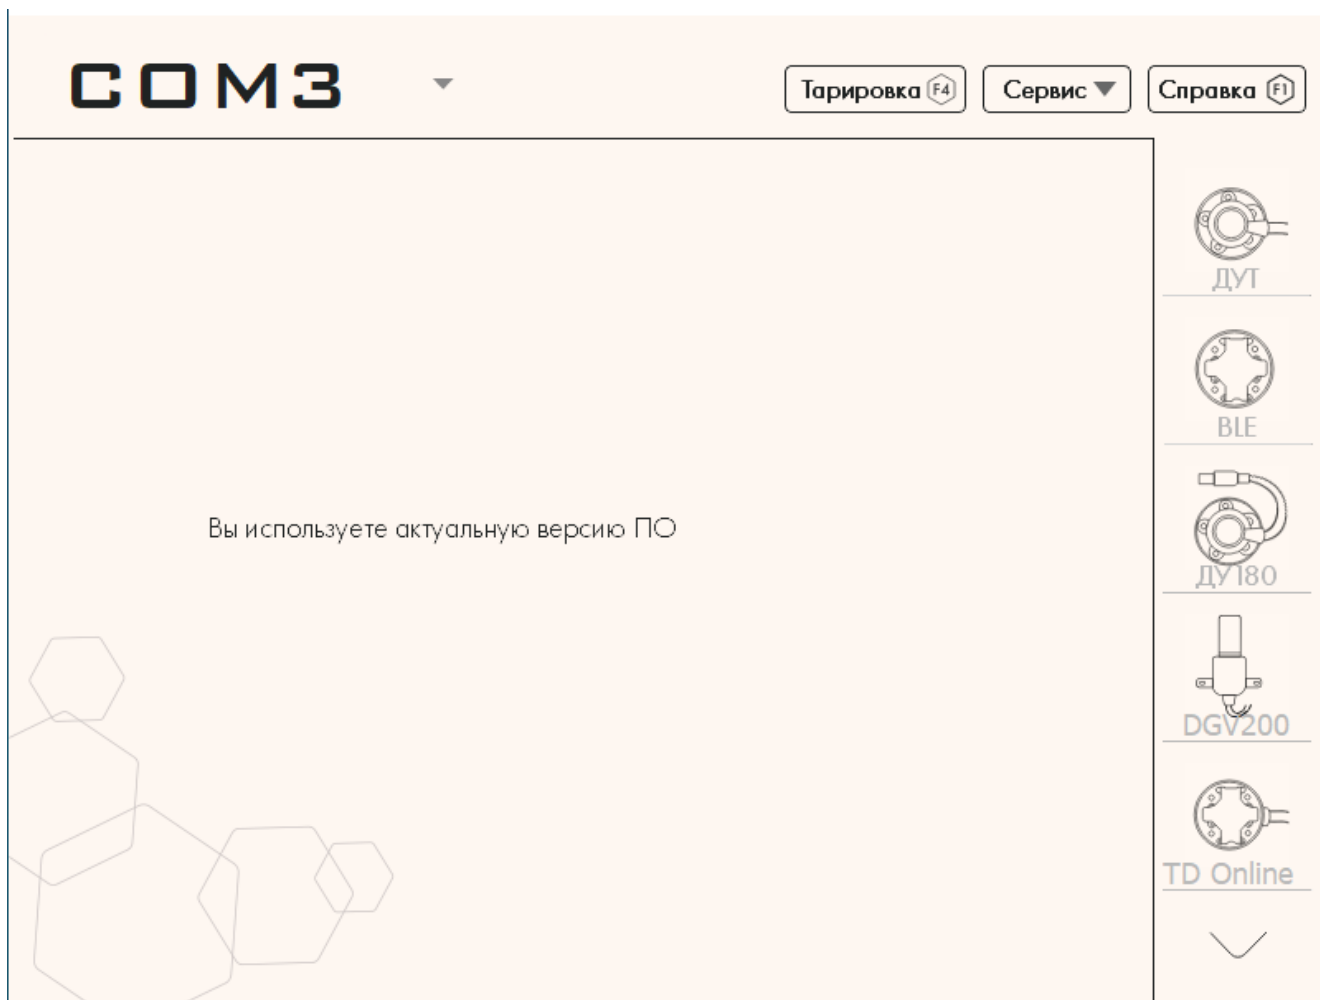 COM3
Тарировка F4
Сервис
Справка F1
ДУТ
BLE
Вы используете актуальную версию ПО
ДУ180
DGV200
TD Online